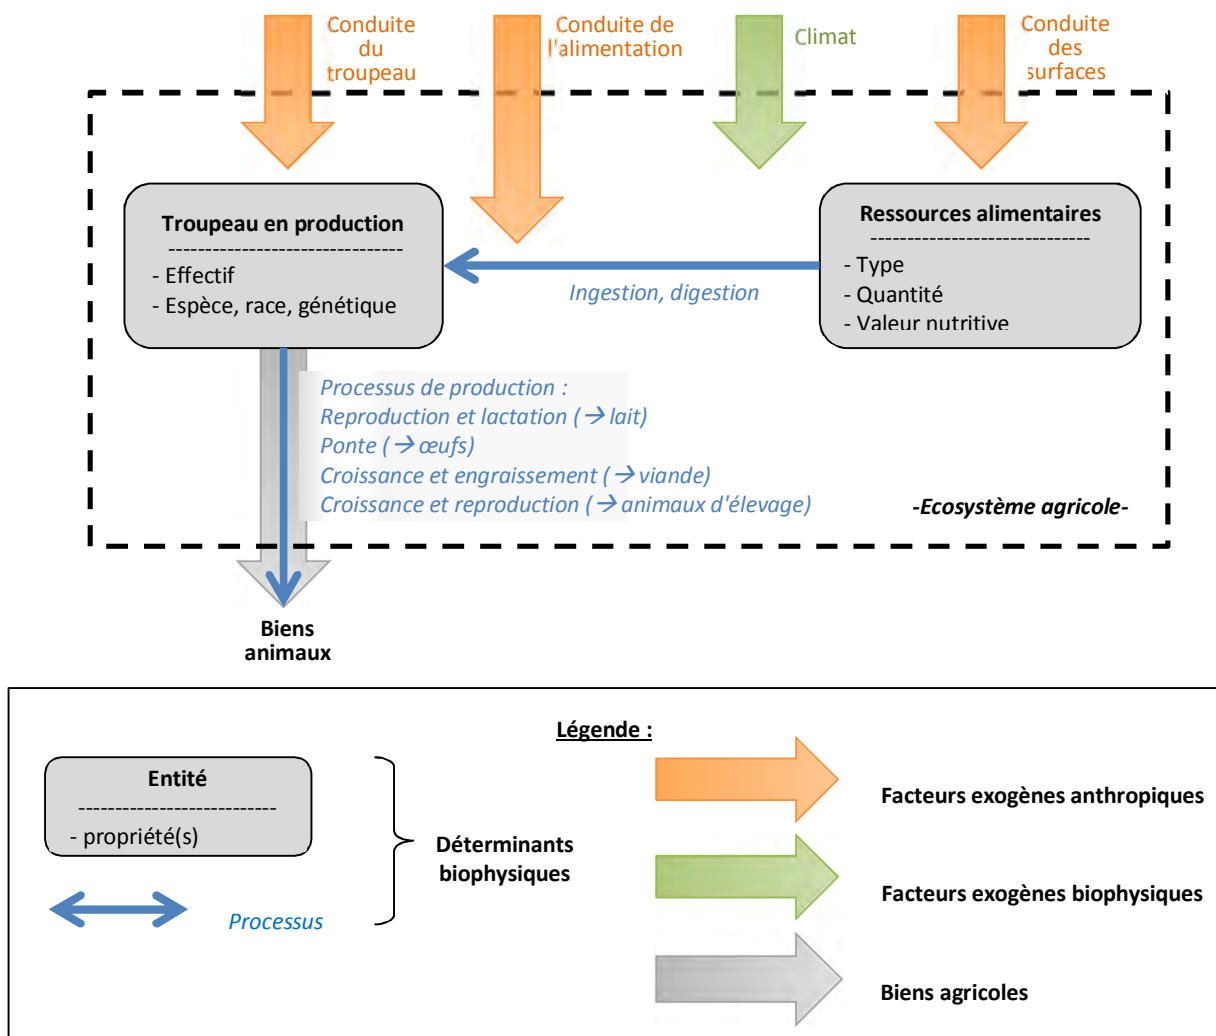 Conduite
du
troupeau
Conduite de
l'alimentation
Climat
Conduite
des
surfaces
Troupeau en production
--------------------------------
- Effectif
- Espèce, race, génétique
Ressources alimentaires
------------------------------
- Type
- Quantité
- Valeur nutritive
Ingestion, digestion
Processus de production :
Reproduction et lactation (→ lait)
Ponte (→ œufs)
Croissance et engraissement (→ viande)
Croissance et reproduction (→ animaux d'élevage)
-Ecosystème agricole-
Biens
animaux
Légende :
Entité
---------------------------
- propriété(s)
Processus
Déterminants
biophysiques
Facteurs exogènes anthropiques
Facteurs exogènes biophysiques
Biens agricoles